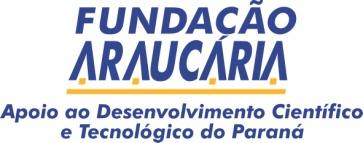 FUNDAÇÃO
ARAUCÁRIA
Apoio ao Desenvolvimento Científico
e Tecnológico do Paraná